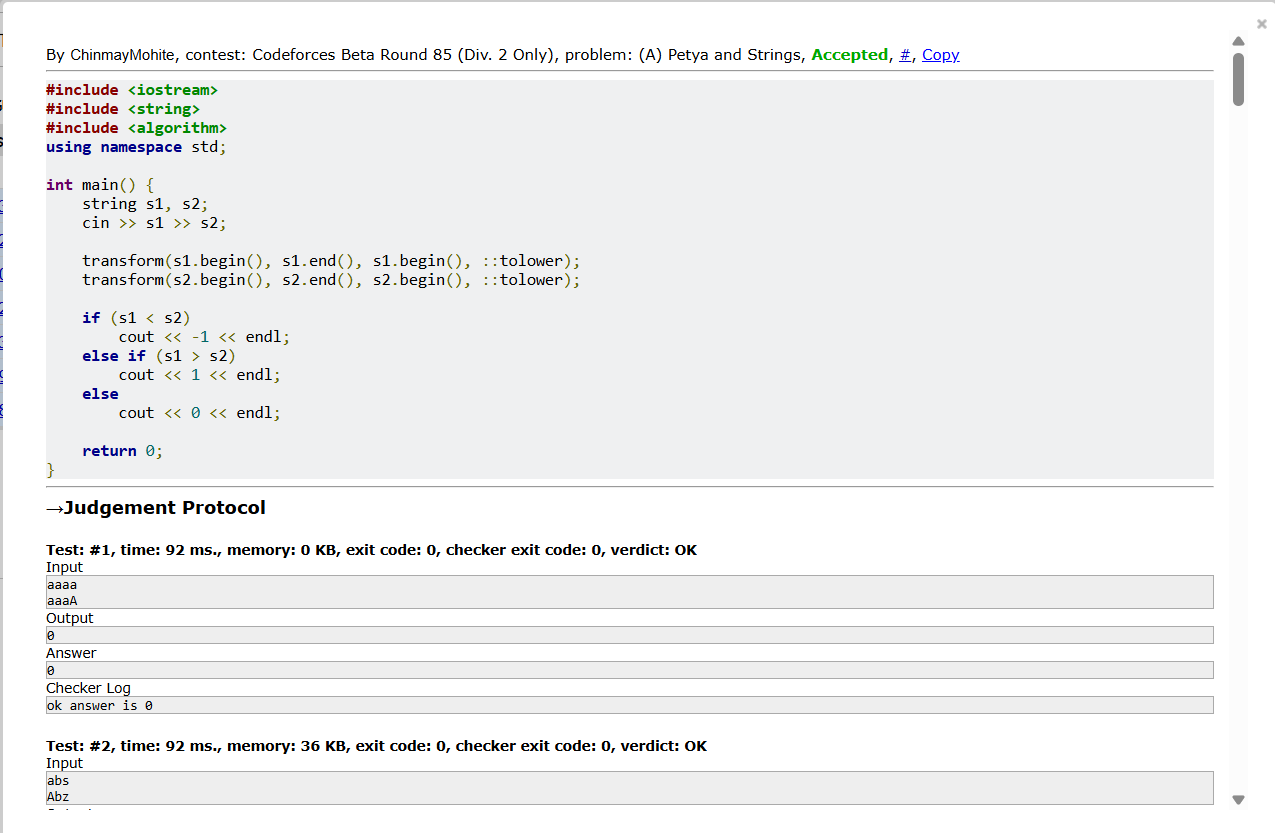 ×
By ChinmayMohite, contest: Codeforces Beta Round 85 (Div. 2 Only), problem: (A) Petya and Strings, Accepted, #, Copy
#include <iostream>
#include <string>
#include <algorithm>
using namespace std;

int main() {
    string s1, s2;
    cin >> s1 >> s2;

    transform(s1.begin(), s1.end(), s1.begin(), ::tolower);
    transform(s2.begin(), s2.end(), s2.begin(), ::tolower);

    if (s1 < s2)
        cout << -1 << endl;
    else if (s1 > s2)
        cout << 1 << endl;
    else
        cout << 0 << endl;

    return 0;
}
→Judgement Protocol
Test: #1, time: 92 ms., memory: 0 KB, exit code: 0, checker exit code: 0, verdict: OK
Input
aaaa
aaaA
Output
0
Answer
0
Checker Log
ok answer is 0
Test: #2, time: 92 ms., memory: 36 KB, exit code: 0, checker exit code: 0, verdict: OK
Input
abs
Abz